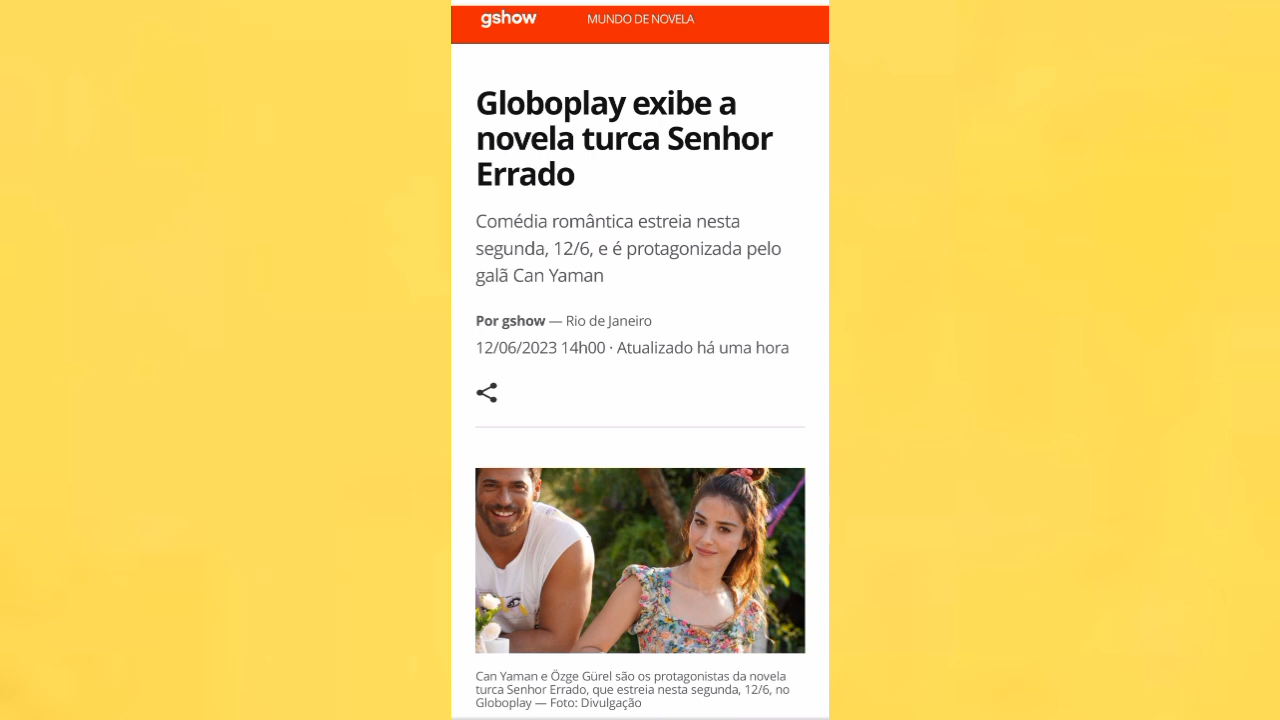 gshow
MUNDO DE NOVELA
Globoplay exibe a
novela turca Senhor
Errado
Comédia romântica estreia nesta
segunda, 12/6, e é protagonizada pelo
galã Can Yaman
Por gshow — Rio de Janeiro
12/06/2023 14h00 · Atualizado há uma hora
Can Yaman e Özge Gürel são os protagonistas da novela
turca Senhor Errado, que estreia nesta segunda, 12/6, no
Globoplay — Foto: Divulgação